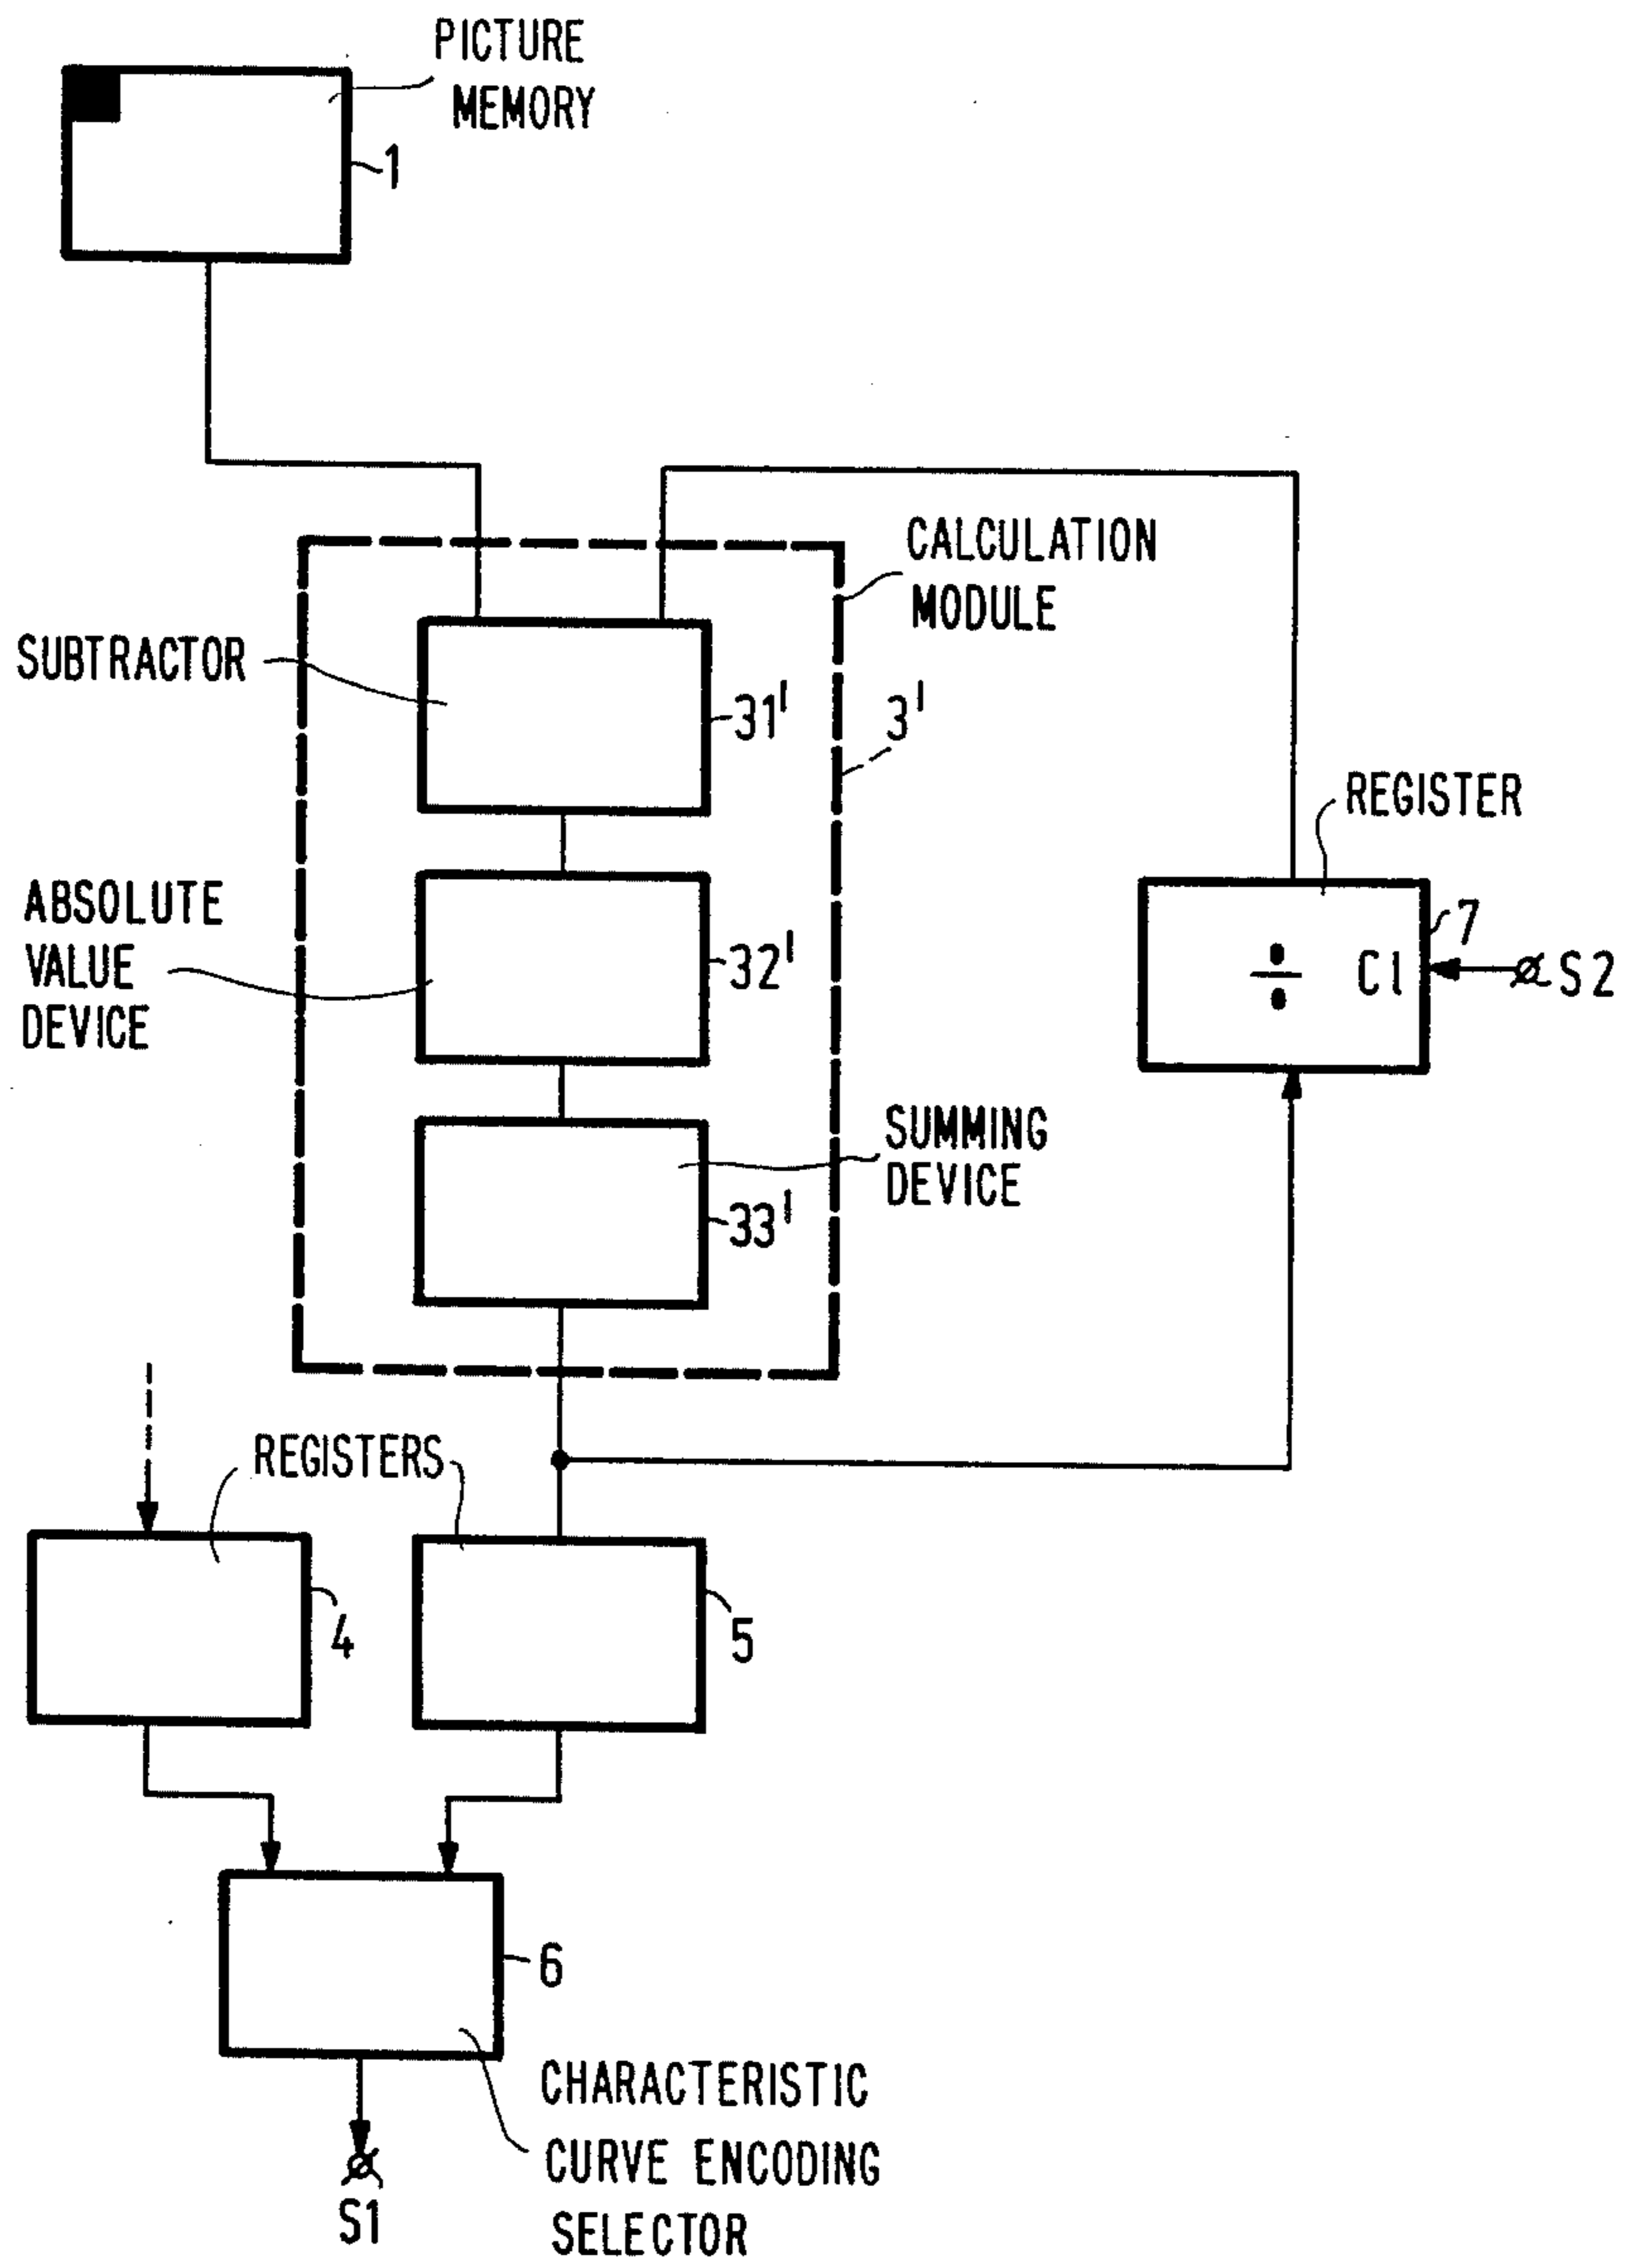 PICTURE
MEMORY
1
CALCULATION
MODULE
SUBTRACTOR
31'
3'
REGISTER
ABSOLUTE
VALUE
DEVICE
32'
7
÷ Cl
S2
SUMMING
DEVICE
33'
REGISTERS
4
5
6
CHARACTERISTIC
CURVE ENCODING
SELECTOR
S1